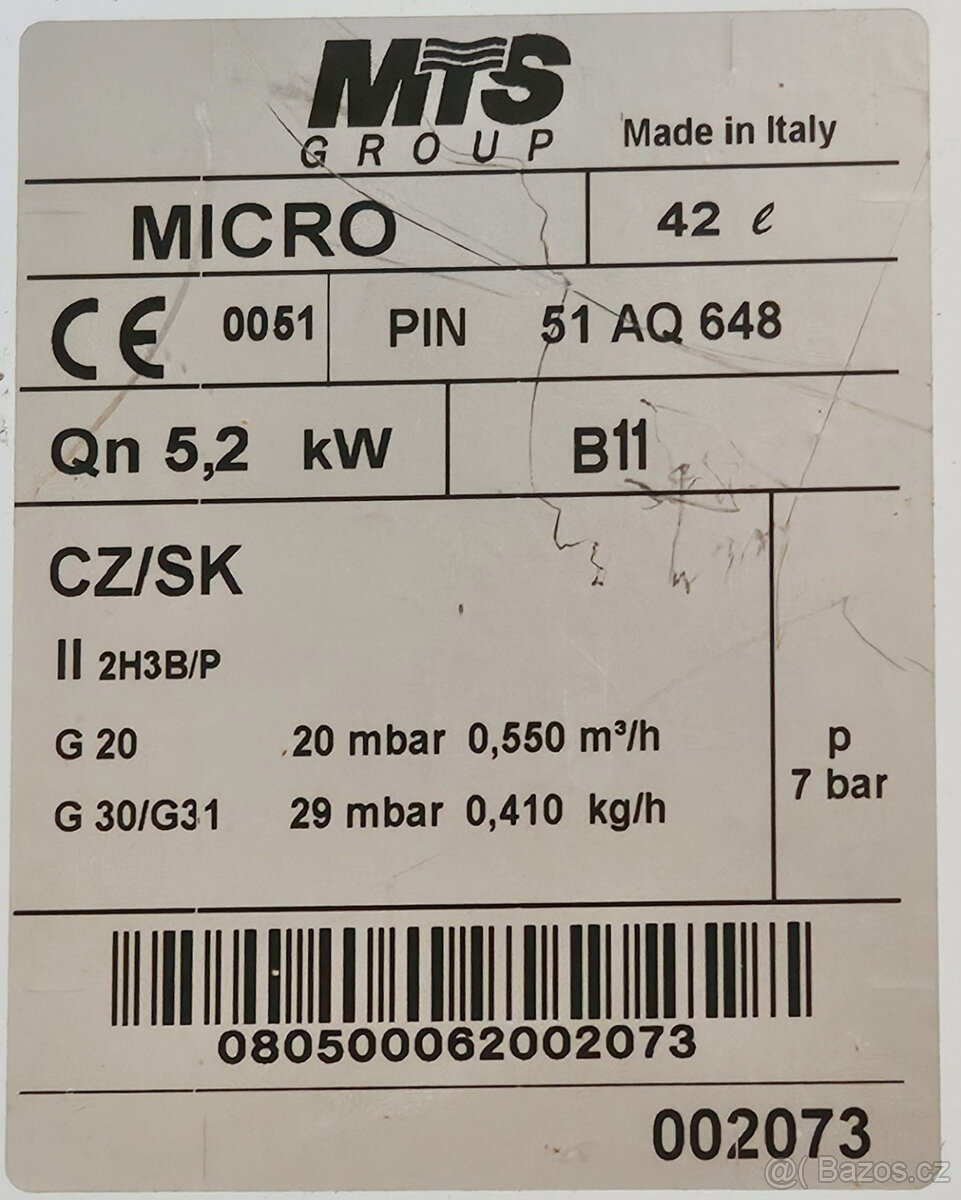 MTS
GROUP
Made in Italy
MICRO 42 ℓ
CE 0051 PIN 51 AQ 648
Qn 5,2 kW B11
CZ/SK
II 2H3B/P
G 20 20 mbar 0,550 m³/h
G 30/G31 29 mbar 0,410 kg/h
p
7 bar
080500062002073
002073
@( Bazos.cz